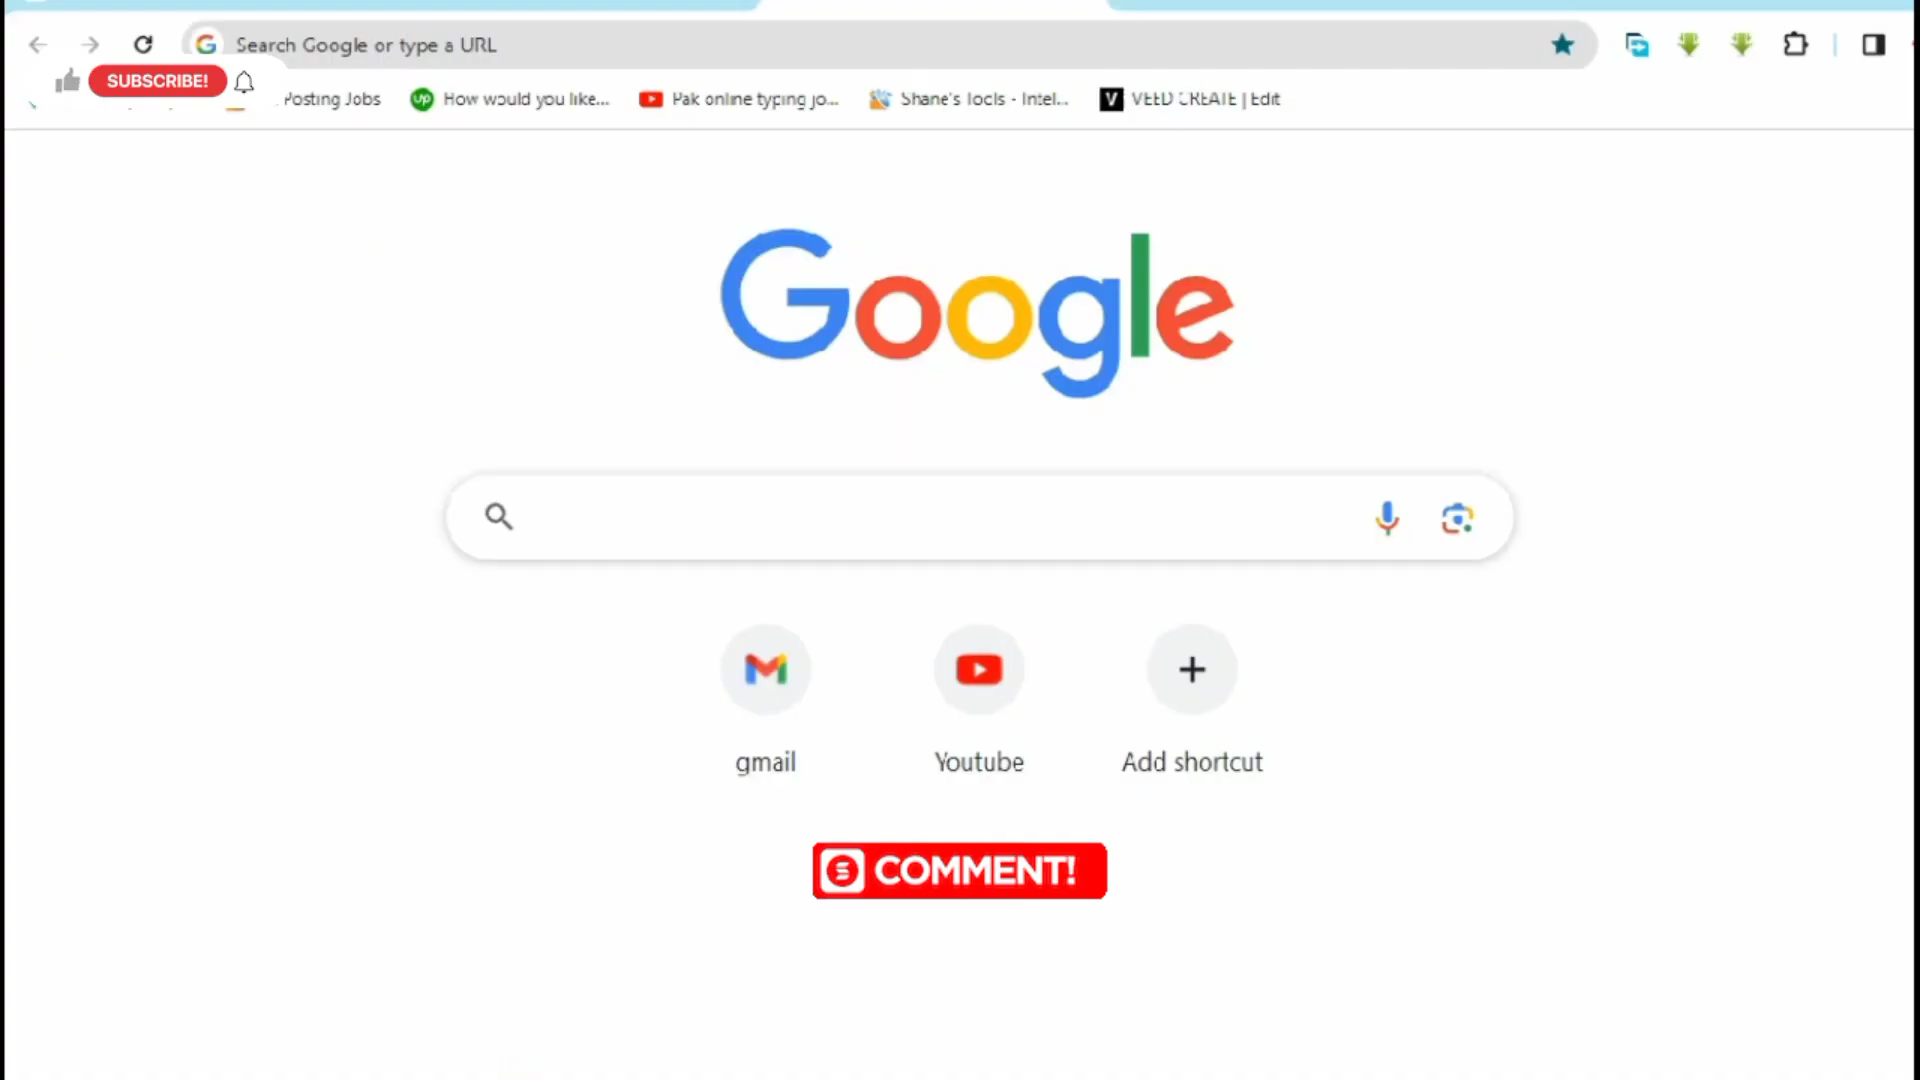 Search Google or type a URL
SUBSCRIBE!
Posting Jobs
up How would you like...
Pak online typing jo...
Shane's Tools - Intel...
V VEED CREATE | Edit
Google
gmail
Youtube
Add shortcut
COMMENT!